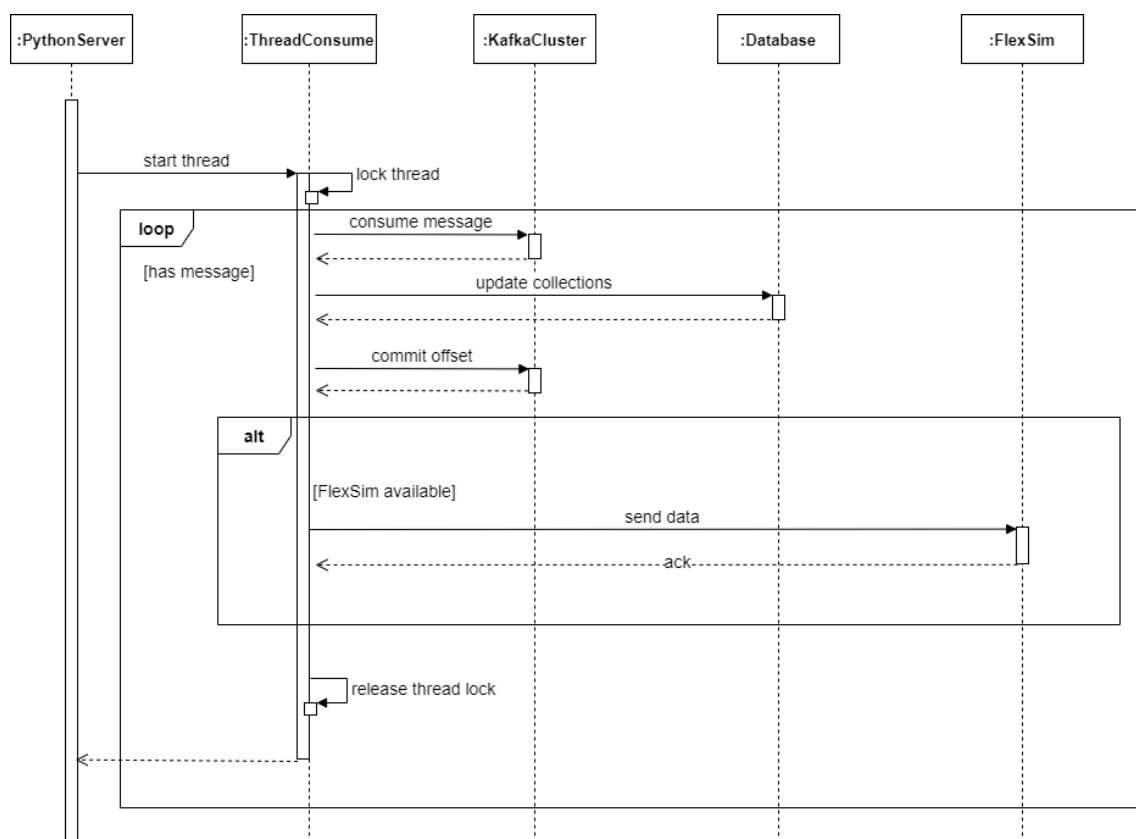 :PythonServer
:ThreadConsume
:KafkaCluster
:Database
:FlexSim
start thread
lock thread
loop
consume message
[has message]
update collections
commit offset
alt
[FlexSim available]
send data
ack
release thread lock